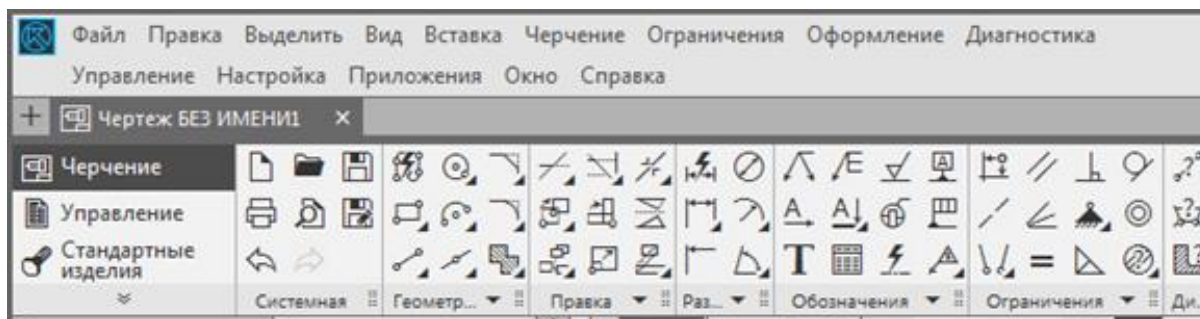 Файл Правка Выделить Вид Вставка Черчение Ограничения Оформление Диагностика
Управление Настройка Приложения Окно Справка
+ Чертеж БЕЗ ИМЕНИ1 ×
Черчение
Управление
Стандартные
изделия
Системная Геометр... Правка Раз... Обозначения Ограничения Ди...